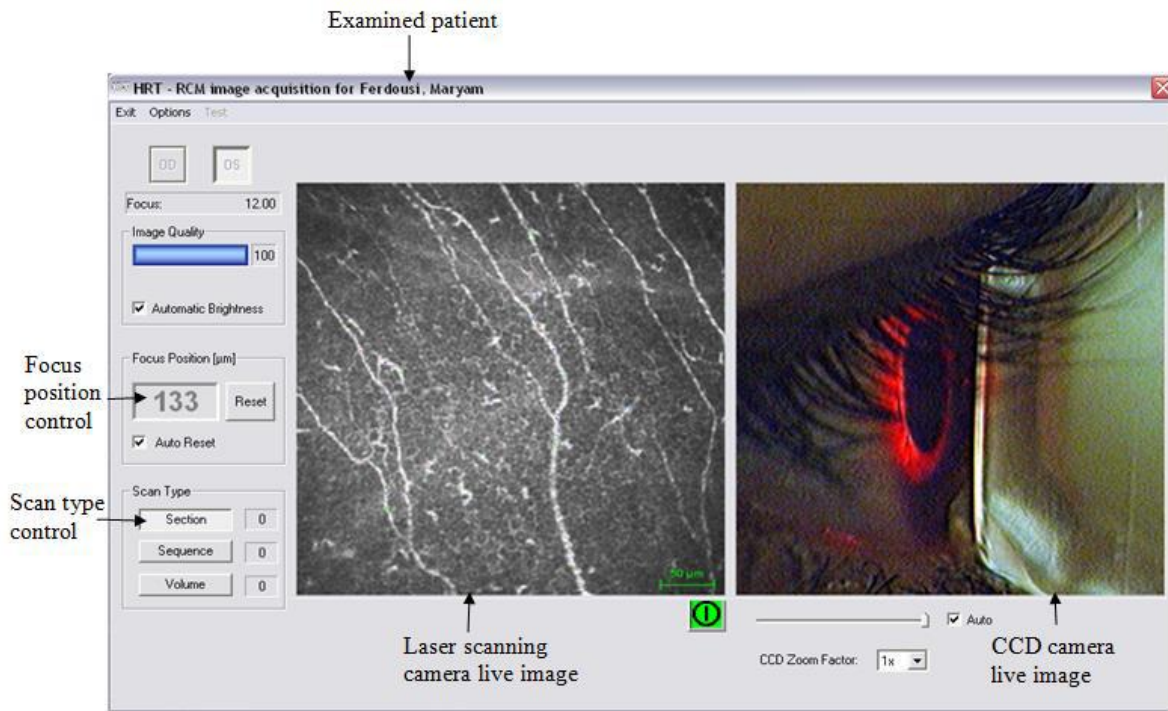 Examined patient
HRT - RCM image acquisition for Ferdousi, Maryam
Exit Options Test
OD OS
Focus: 12.00
Image Quality
100
Automatic Brightness
Focus Position [µm]
133 Reset
Auto Reset
Focus
position
control
Scan Type
Section 0
Sequence 0
Volume 0
Scan type
control
50 µm
Auto
CCD Zoom Factor: 1x
Laser scanning
camera live image
CCD camera
live image